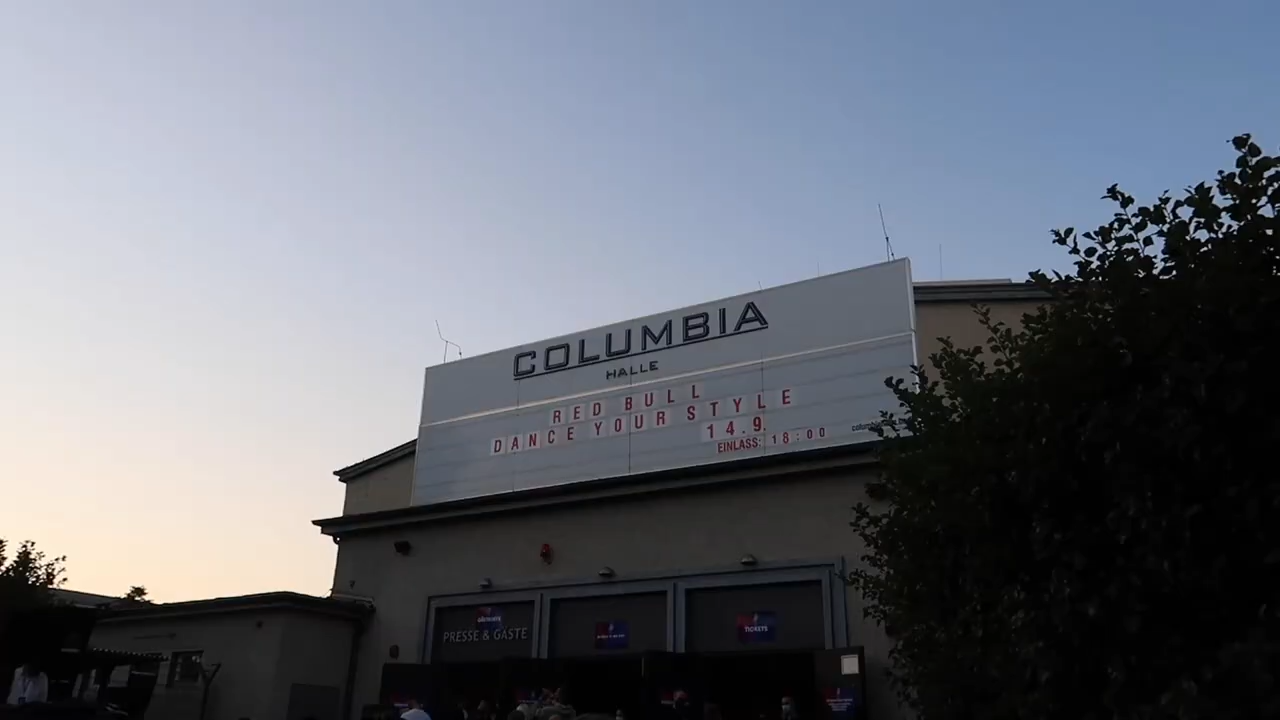 COLUMBIA
HALLE
RED BULL
DANCE YOUR STYLE
14.9.
EINLASS: 18:00
PRESSE & GÄSTE
TICKETS